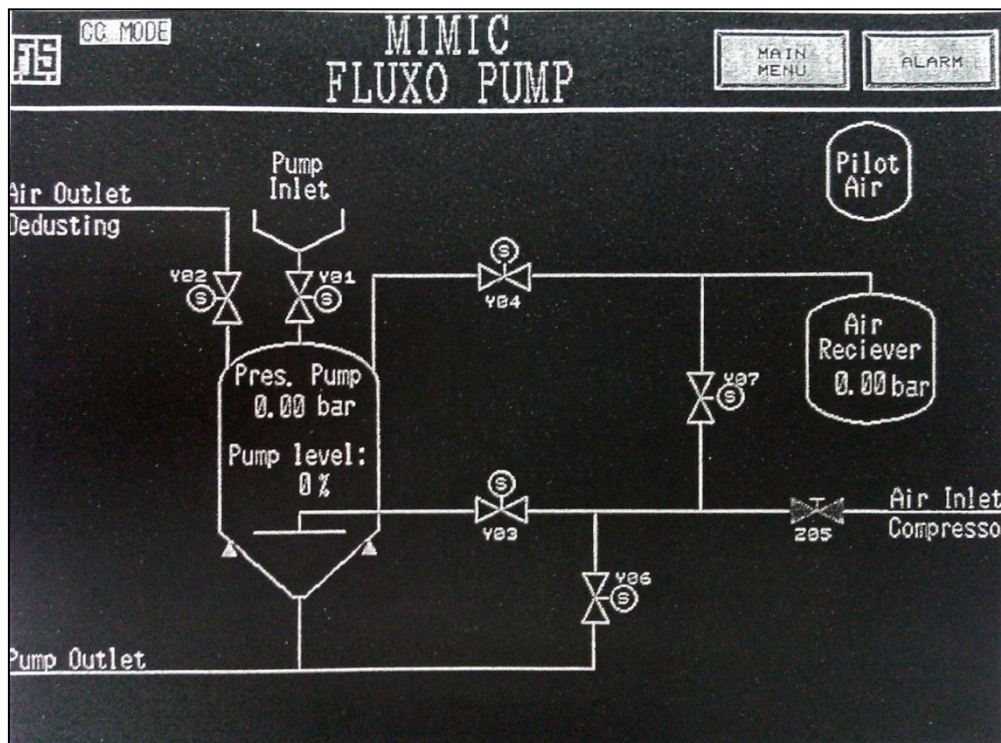 FLS
CC MODE
MIMIC
FLUXO PUMP
MAIN
MENU
ALARM
Pump
Inlet
Pilot
Air
Air Outlet
Dedusting
Y02
S
Y01
S
S
Y04
Air
Reciever
0.00 bar
Y07
S
Pres. Pump
0.00 bar
Pump level:
0%
S
Y03
Z05
Air Inlet
Compresso
Y06
S
Pump Outlet